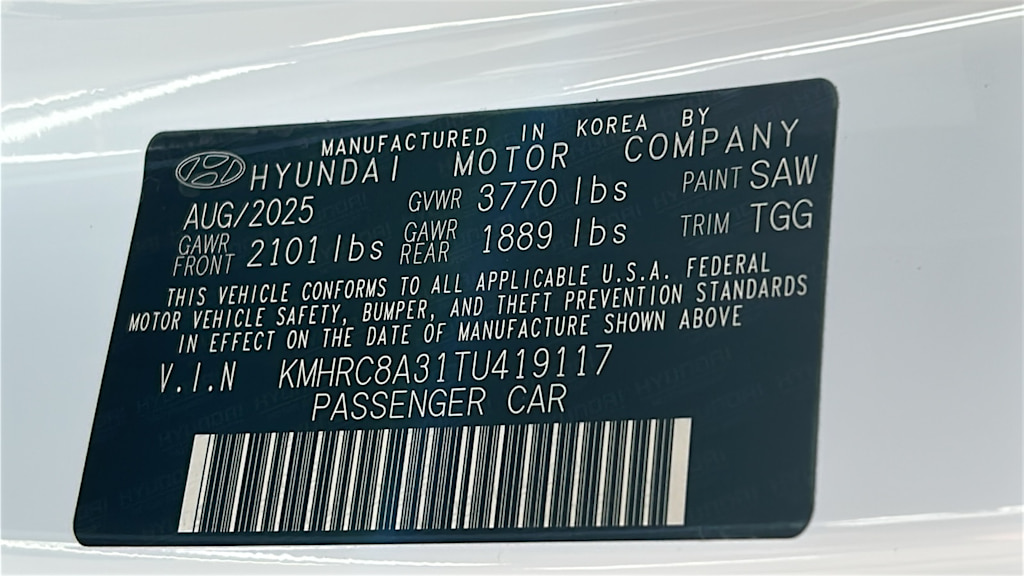 MANUFACTURED IN KOREA BY
HYUNDAI MOTOR COMPANY
AUG/2025 GVWR 3770 lbs PAINT SAW
GAWR FRONT 2101 lbs GAWR REAR 1889 lbs TRIM TGG
THIS VEHICLE CONFORMS TO ALL APPLICABLE U.S.A. FEDERAL
MOTOR VEHICLE SAFETY, BUMPER, AND THEFT PREVENTION STANDARDS
IN EFFECT ON THE DATE OF MANUFACTURE SHOWN ABOVE
V.I.N KMHRC8A31TU419117
PASSENGER CAR